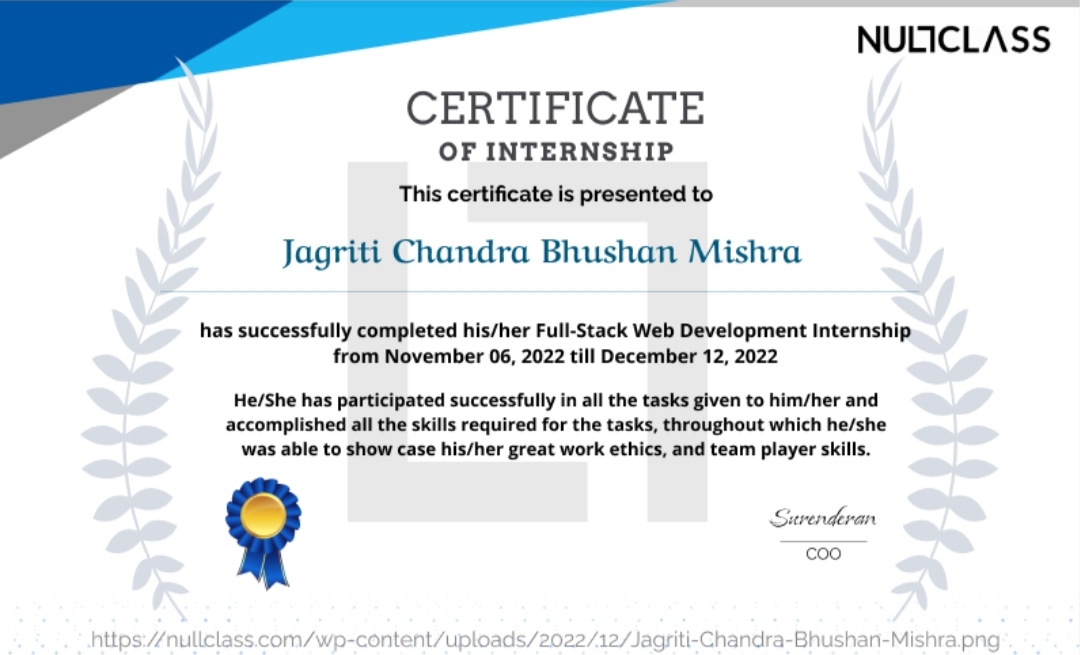 NULLCLASS
CERTIFICATE
OF INTERNSHIP
This certificate is presented to
Jagriti Chandra Bhushan Mishra
has successfully completed his/her Full-Stack Web Development Internship
from November 06, 2022 till December 12, 2022
He/She has participated successfully in all the tasks given to him/her and
accomplished all the skills required for the tasks, throughout which he/she
was able to show case his/her great work ethics, and team player skills.
Surenderan
COO
https://nullclass.com/wp-content/uploads/2022/12/Jagriti-Chandra-Bhushan-Mishra.png